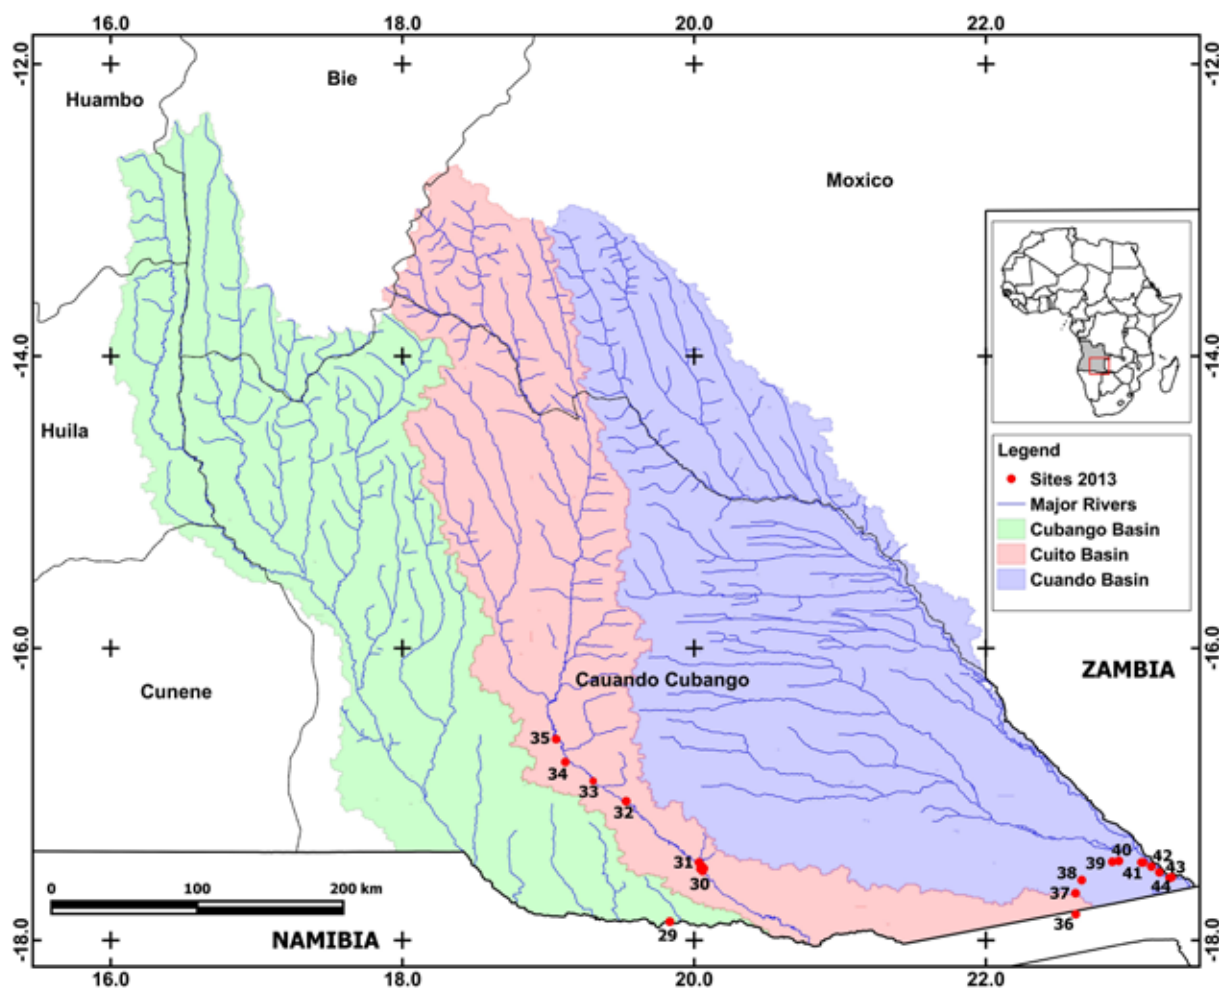 16.0
18.0
20.0
22.0
-12.0
-12.0
Bie
Huambo
Moxico
-14.0
-14.0
Huila
Legend
Sites 2013
Major Rivers
Cubango Basin
Cuito Basin
Cuando Basin
-16.0
-16.0
ZAMBIA
Cauando Cubango
Cunene
35
34
33
32
31
30
40
42
39
41
43
38
44
37
36
29
0
100
200 km
NAMIBIA
-18.0
-18.0
16.0
18.0
20.0
22.0